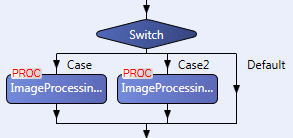 Switch
Case
Case2
Default
PROC
PROC
ImageProcessin...
ImageProcessin...